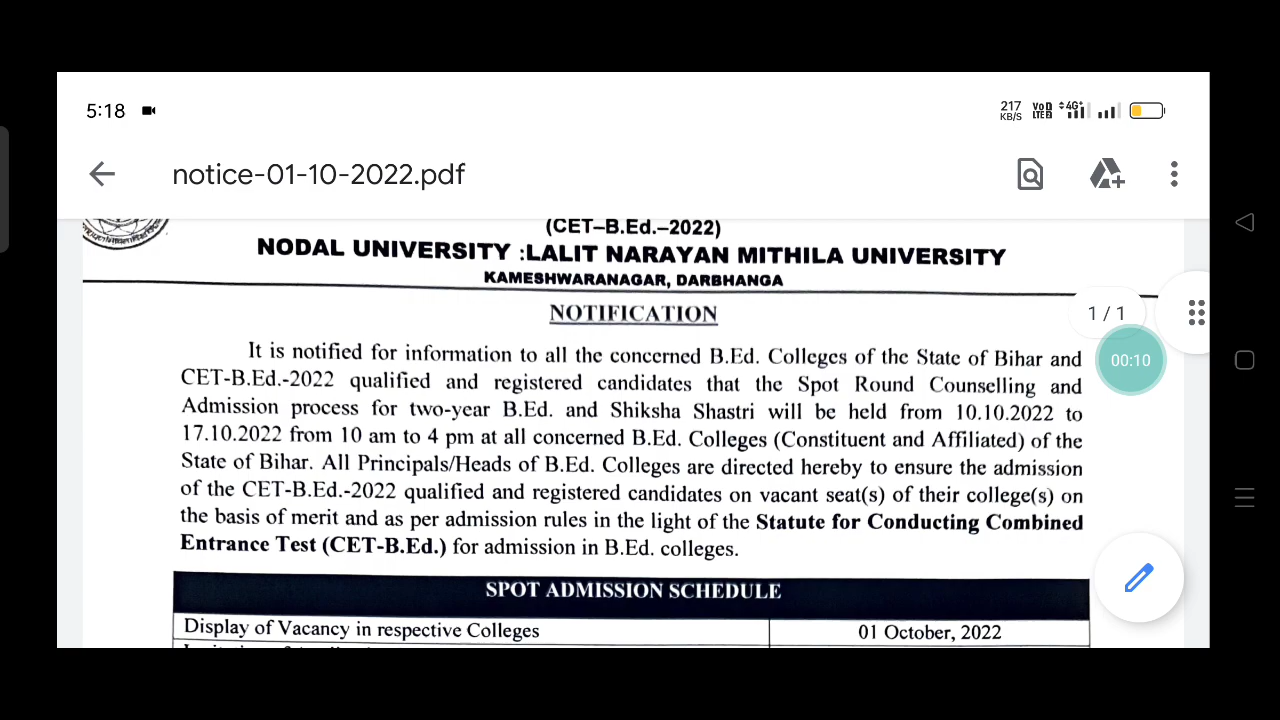 5:18
217
KB/S
VoD
LTE2
4G+
notice-01-10-2022.pdf
(CET–B.Ed.–2022)
NODAL UNIVERSITY :LALIT NARAYAN MITHILA UNIVERSITY
KAMESHWARANAGAR, DARBHANGA
NOTIFICATION
1 / 1
00:10
It is notified for information to all the concerned B.Ed. Colleges of the State of Bihar and
CET-B.Ed.-2022 qualified and registered candidates that the Spot Round Counselling and
Admission process for two-year B.Ed. and Shiksha Shastri will be held from 10.10.2022 to
17.10.2022 from 10 am to 4 pm at all concerned B.Ed. Colleges (Constituent and Affiliated) of the
State of Bihar. All Principals/Heads of B.Ed. Colleges are directed hereby to ensure the admission
of the CET-B.Ed.-2022 qualified and registered candidates on vacant seat(s) of their college(s) on
the basis of merit and as per admission rules in the light of the Statute for Conducting Combined
Entrance Test (CET-B.Ed.) for admission in B.Ed. colleges.
SPOT ADMISSION SCHEDULE
Display of Vacancy in respective Colleges
01 October, 2022